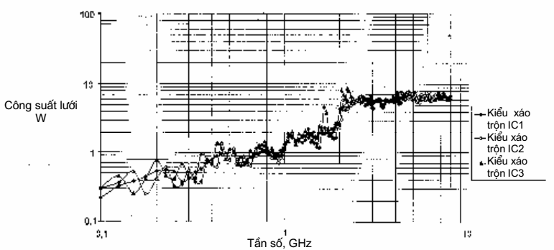 100
10
Công suất lưới
W
1
0,1
0,1
1
10
Tần số, GHz
Kiểu xáo
trộn IC1
Kiểu xáo
trộn IC2
Kiểu xáo
trộn IC3